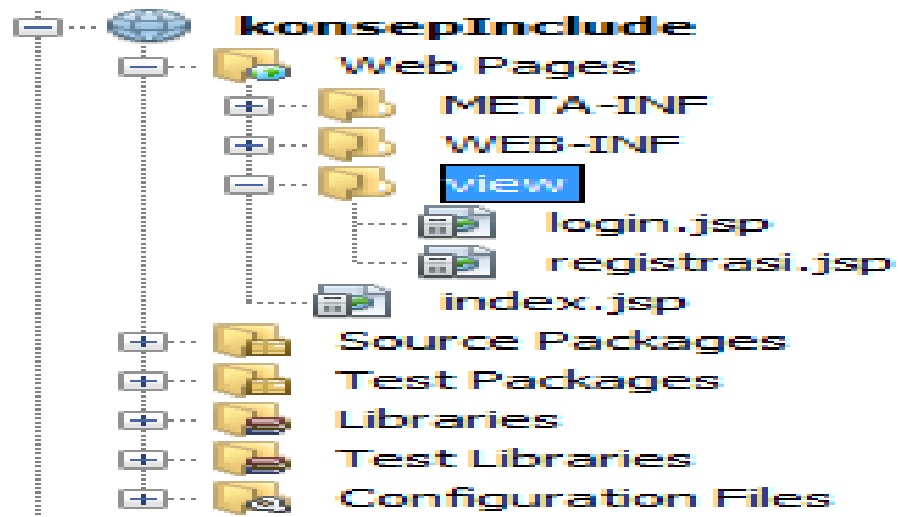 konsepInclude
Web Pages
META-INF
WEB-INF
view
login.jsp
registrasi.jsp
index.jsp
Source Packages
Test Packages
Libraries
Test Libraries
Configuration Files